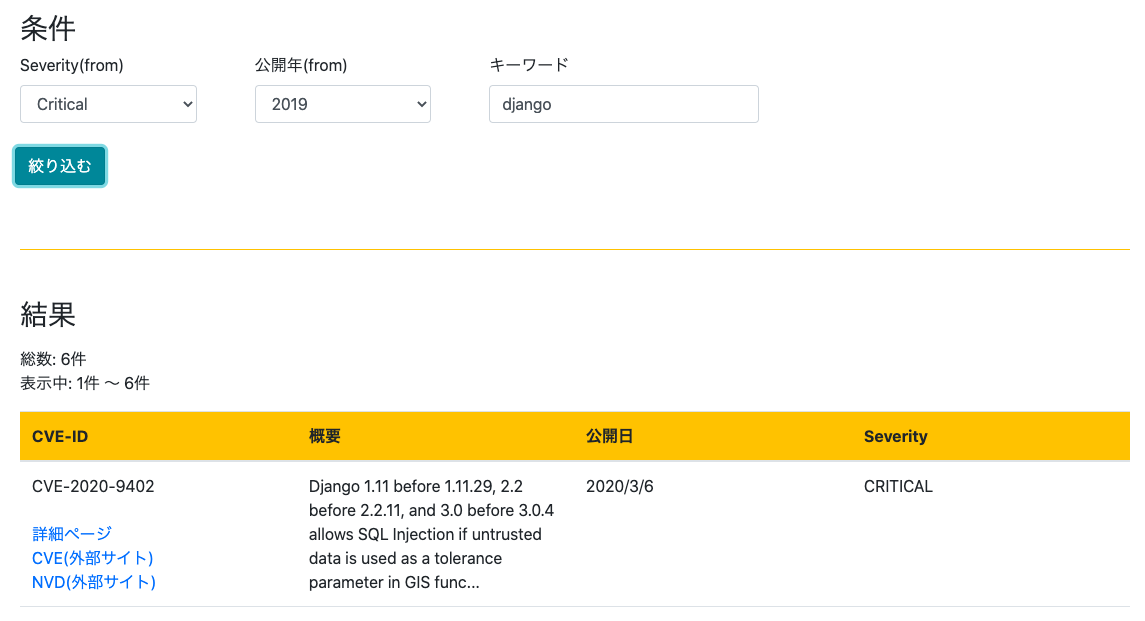 条件
Severity(from) 公開年(from) キーワード
Critical 2019 django
絞り込む
結果
総数: 6件
表示中: 1件 〜 6件
CVE-ID 概要 公開日 Severity
CVE-2020-9402 Django 1.11 before 1.11.29, 2.2 2020/3/6 CRITICAL
before 2.2.11, and 3.0 before 3.0.4
詳細ページ allows SQL Injection if untrusted
CVE(外部サイト) data is used as a tolerance
NVD(外部サイト) parameter in GIS func...